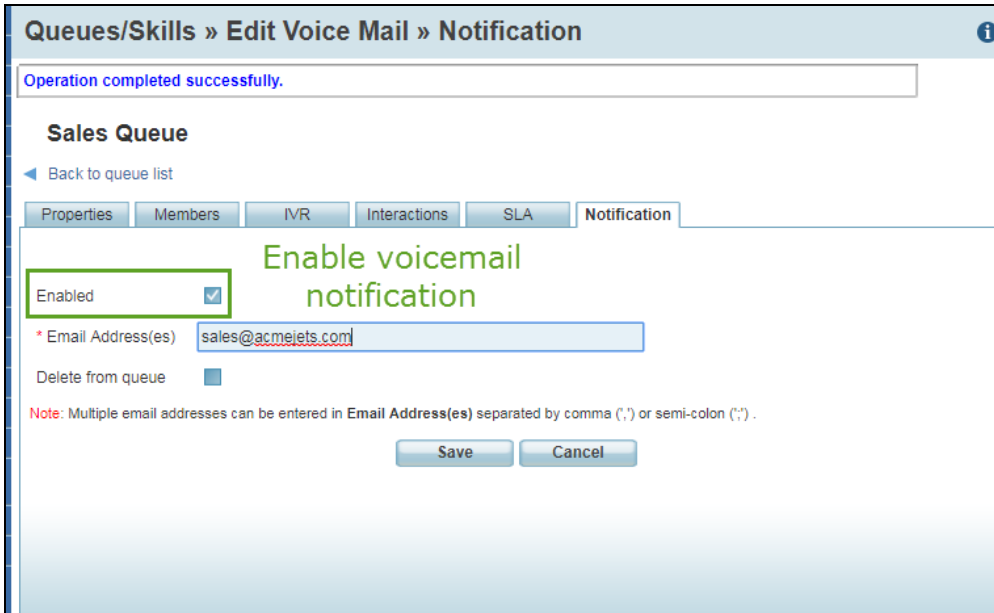 Queues/Skills » Edit Voice Mail » Notification
Operation completed successfully.
Sales Queue
Back to queue list
Properties Members IVR Interactions SLA Notification
Enable voicemail
notification
Enabled
* Email Address(es) sales@acmejets.com
Delete from queue
Note: Multiple email addresses can be entered in Email Address(es) separated by comma (',') or semi-colon (';') .
Save Cancel